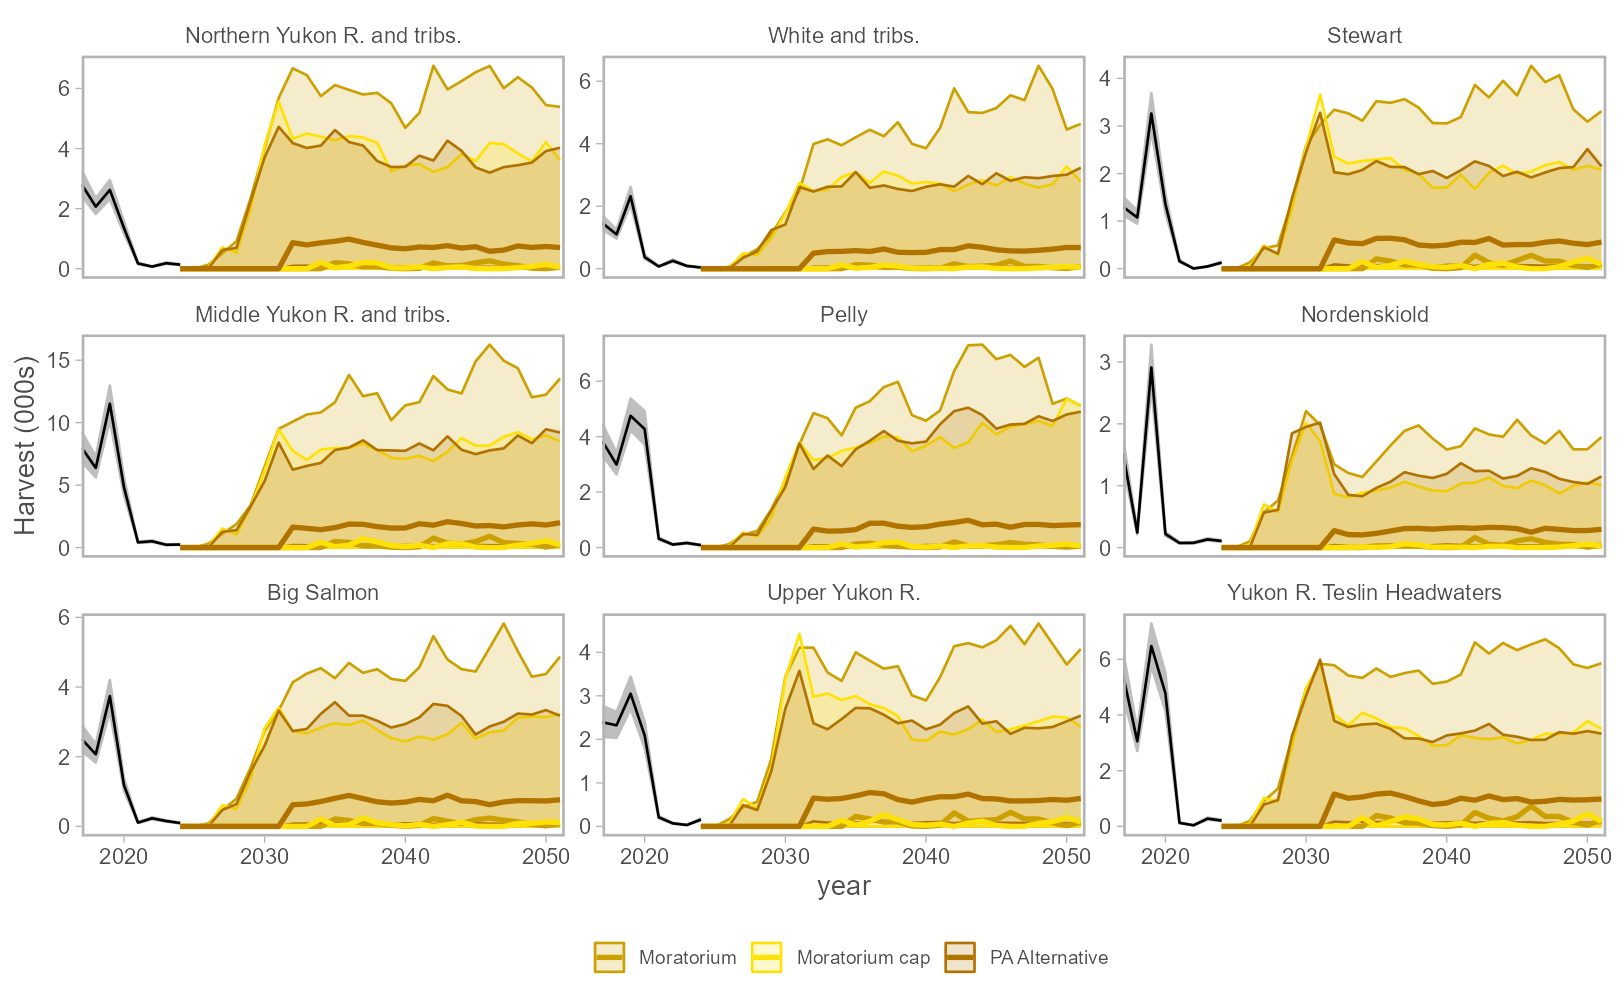 Northern Yukon R. and tribs.
White and tribs.
Stewart
6
4
2
0
6
4
2
0
4
3
2
1
0
Middle Yukon R. and tribs.
Pelly
Nordenskiold
Harvest (000s)
15
10
5
0
6
4
2
0
3
2
1
0
Big Salmon
Upper Yukon R.
Yukon R. Teslin Headwaters
6
4
2
0
4
3
2
1
0
6
4
2
0
2020 2030 2040 2050
2020 2030 2040 2050
2020 2030 2040 2050
year
Moratorium Moratorium cap PA Alternative